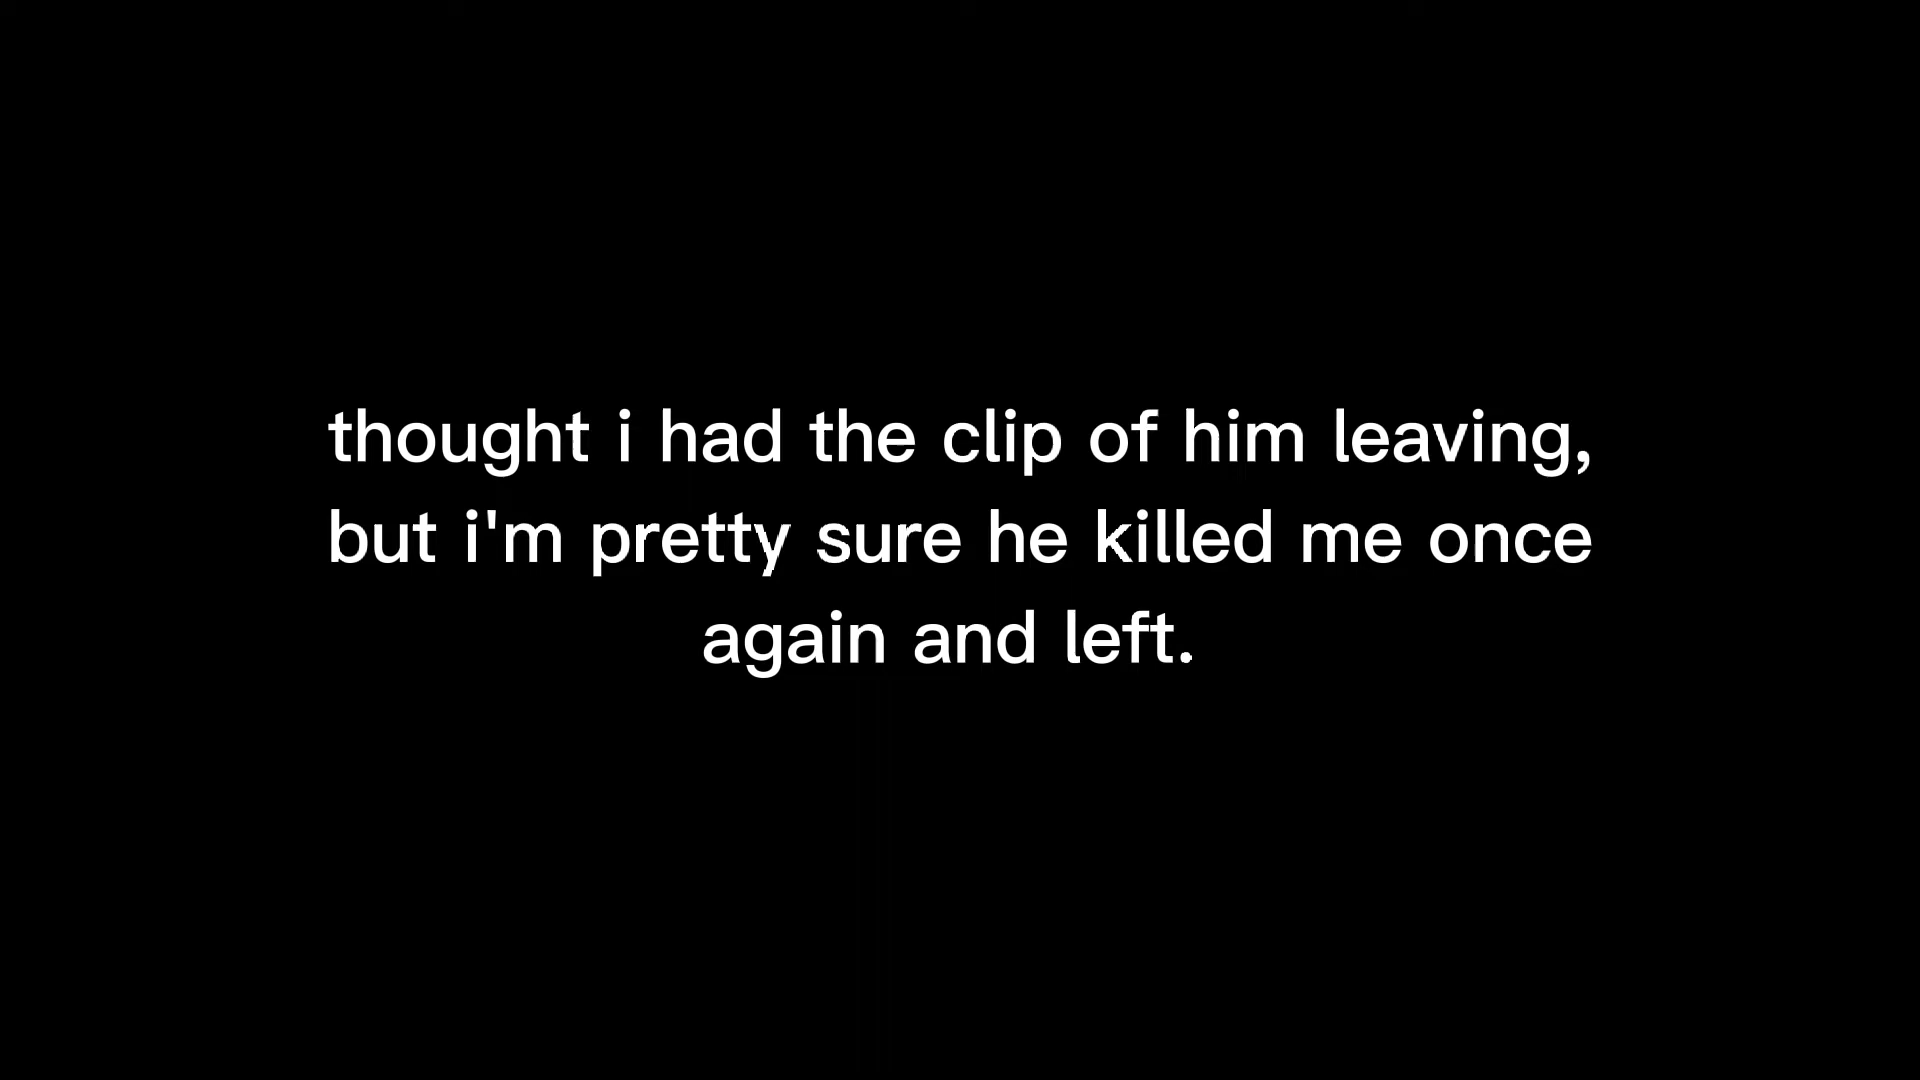 thought i had the clip of him leaving,
but i'm pretty sure he killed me once
again and left.